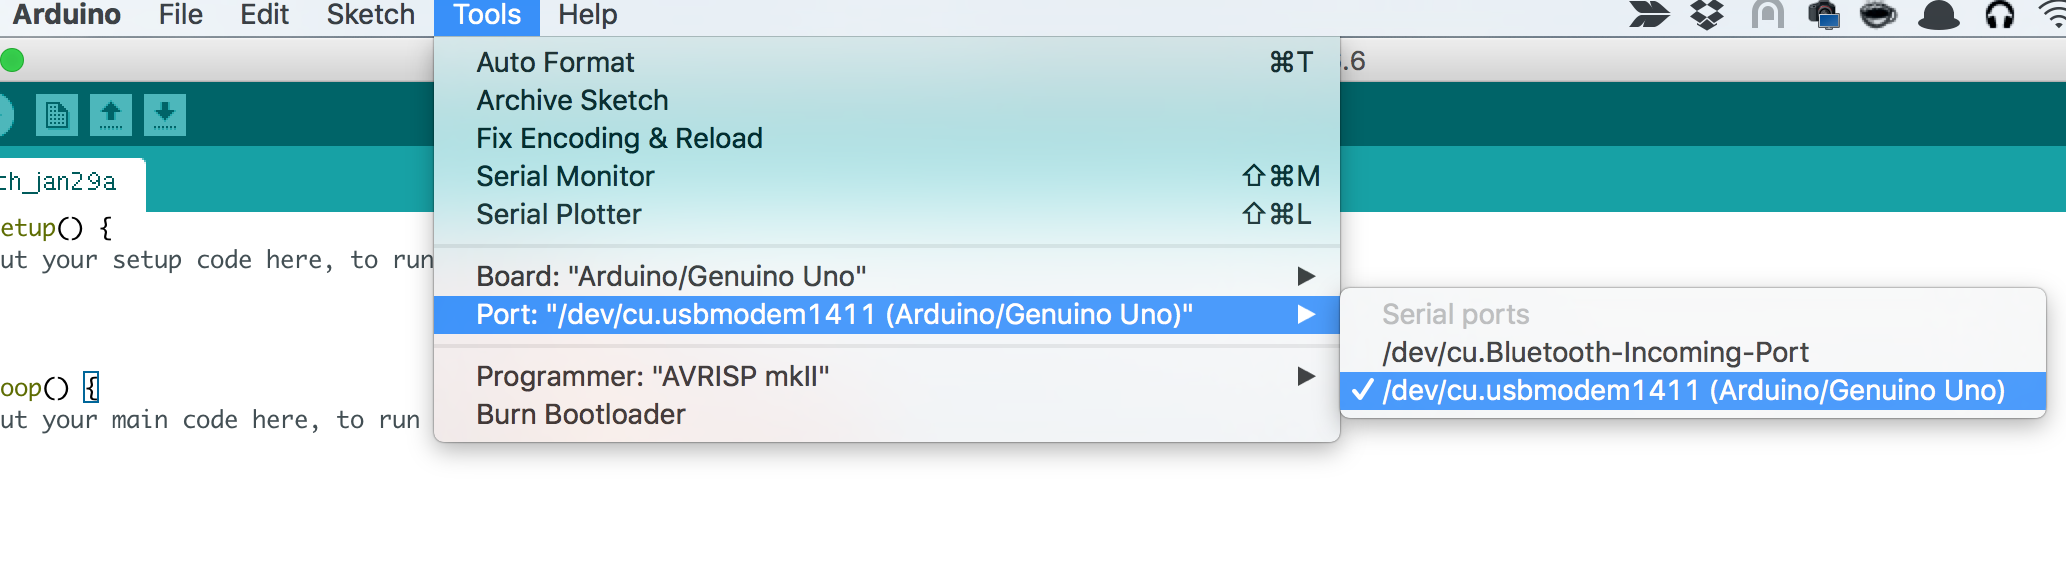 Arduino File Edit Sketch Tools Help
.6
Auto Format ⌘T
Archive Sketch
Fix Encoding & Reload
Serial Monitor ⇧⌘M
Serial Plotter ⇧⌘L
Board: "Arduino/Genuino Uno"
Port: "/dev/cu.usbmodem1411 (Arduino/Genuino Uno)"
Programmer: "AVRISP mkII"
Burn Bootloader
Serial ports
/dev/cu.Bluetooth-Incoming-Port
/dev/cu.usbmodem1411 (Arduino/Genuino Uno)
ch_jan29a
etup() {
ut your setup code here, to run
oop() {
ut your main code here, to run